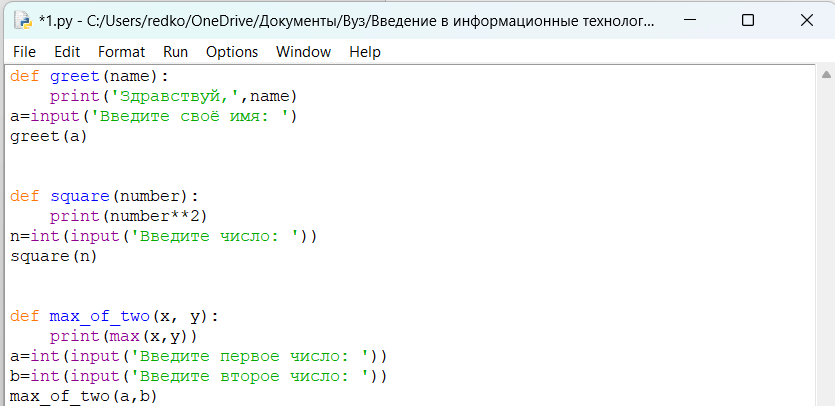 *1.py - C:/Users/redko/OneDrive/Документы/Вуз/Введение в информационные технолог...
File Edit Format Run Options Window Help
def greet(name):
    print('Здравствуй,',name)
a=input('Введите своё имя: ')
greet(a)
def square(number):
    print(number**2)
n=int(input('Введите число: '))
square(n)
def max_of_two(x, y):
    print(max(x,y))
a=int(input('Введите первое число: '))
b=int(input('Введите второе число: '))
max_of_two(a,b)